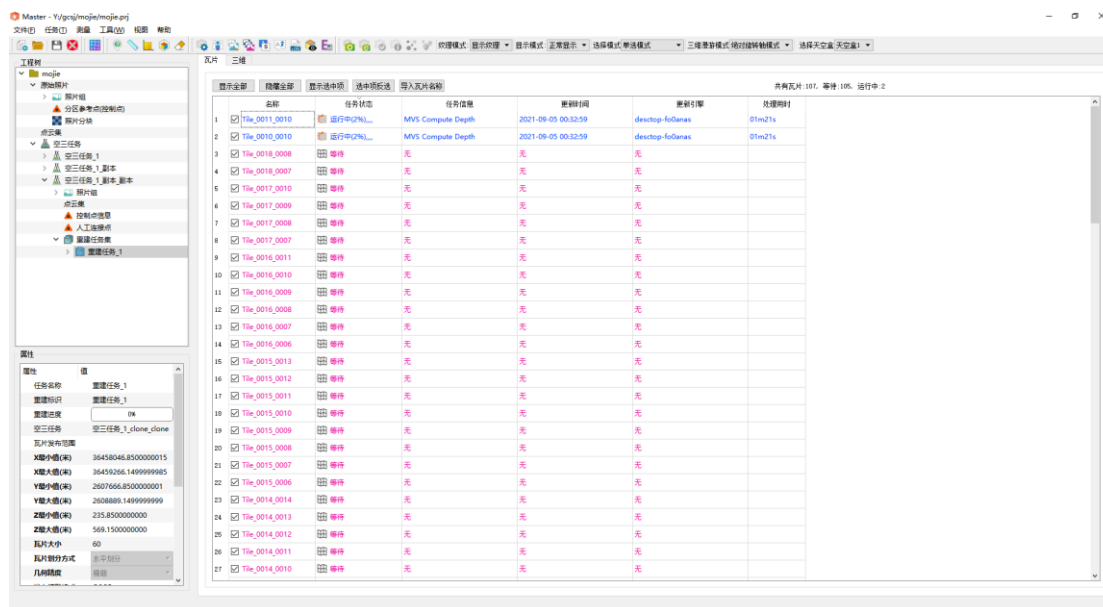 Master - Y:/gcsj/mojie/mojie.prj
文件(F) 任务(T) 测量 工具(W) 视图 帮助
纹理模式 显示纹理 显示模式 正常显示 选择模式 单选模式 三维漫游模式 绝对旋转轴模式 选择天空盒 天空盒1
工程树
mojie
原始照片
照片组
分区参考点(控制点)
照片分块
点云集
空三任务
空三任务_1
空三任务_1_副本
空三任务_1_副本_副本
照片组
点云集
控制点信息
人工连接点
重建任务集
重建任务_1
属性
属性 值
任务名称 重建任务_1
重建标识 重建任务_1
重建进度 0%
空三任务 空三任务_1_clone_clone
瓦片发布范围
X最小值(米) 36458046.8500000015
X最大值(米) 36459266.1499999985
Y最小值(米) 2607666.8500000001
Y最大值(米) 2608889.1499999999
Z最小值(米) 235.8500000000
Z最大值(米) 569.1500000000
瓦片大小 60
瓦片划分方式 水平划分
几何精度
瓦片 三维
显示全部 隐藏全部 显示选中项 选中项反选 导入瓦片名称 共有瓦片:107, 等待:105, 运行中:2
名称 任务状态 任务信息 更新时间 更新引擎 处理用时
1 Tile_0011_0010 运行中(2%)... MVS Compute Depth 2021-09-05 00:32:59 desctop-fo0anas 01m21s
2 Tile_0010_0010 运行中(2%)... MVS Compute Depth 2021-09-05 00:32:59 desctop-fo0anas 01m21s
3 Tile_0018_0008 等待 无 无 无
4 Tile_0018_0007 等待 无 无 无
5 Tile_0017_0010 等待 无 无 无
6 Tile_0017_0009 等待 无 无 无
7 Tile_0017_0008 等待 无 无 无
8 Tile_0017_0007 等待 无 无 无
9 Tile_0016_0011 等待 无 无 无
10 Tile_0016_0010 等待 无 无 无
11 Tile_0016_0009 等待 无 无 无
12 Tile_0016_0008 等待 无 无 无
13 Tile_0016_0007 等待 无 无 无
14 Tile_0016_0006 等待 无 无 无
15 Tile_0015_0013 等待 无 无 无
16 Tile_0015_0012 等待 无 无 无
17 Tile_0015_0011 等待 无 无 无
18 Tile_0015_0010 等待 无 无 无
19 Tile_0015_0009 等待 无 无 无
20 Tile_0015_0008 等待 无 无 无
21 Tile_0015_0007 等待 无 无 无
22 Tile_0015_0006 等待 无 无 无
23 Tile_0014_0014 等待 无 无 无
24 Tile_0014_0013 等待 无 无 无
25 Tile_0014_0012 等待 无 无 无
26 Tile_0014_0011 等待 无 无 无
27 Tile_0014_0010 等待 无 无 无